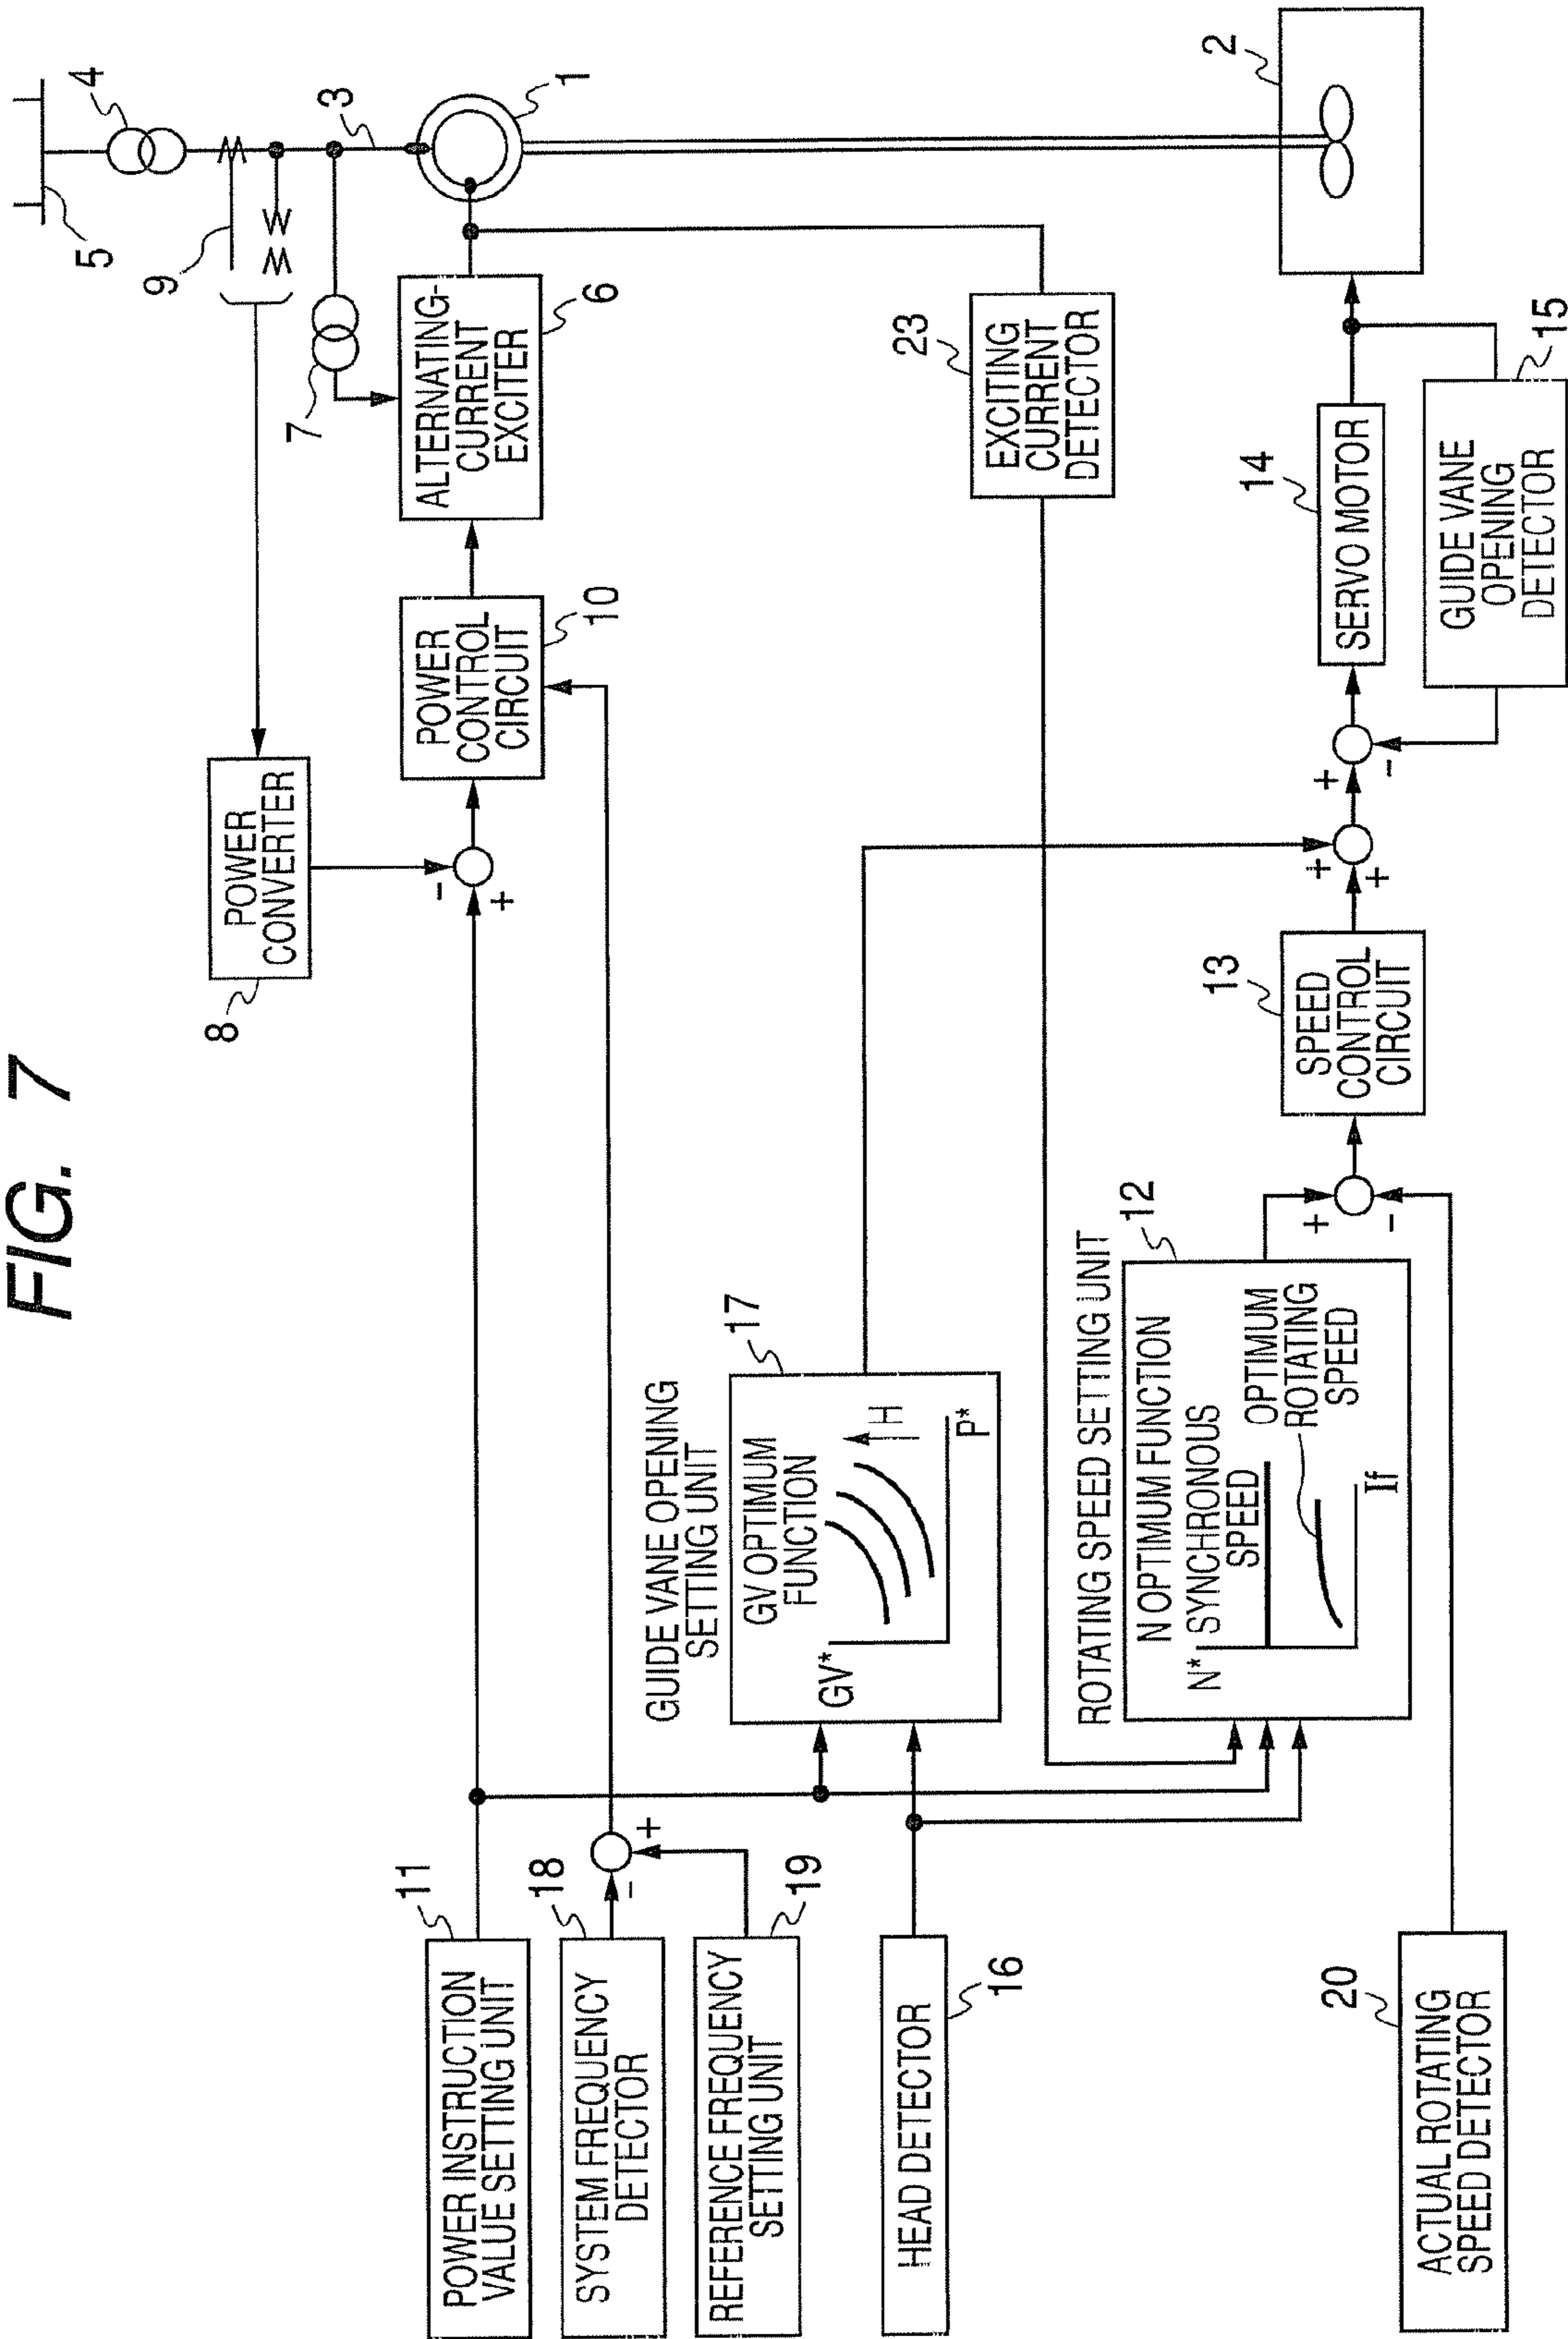 FIG. 7
5
4
9
3
7
1
8
POWER
CONVERTER
-
+
POWER
CONTROL
CIRCUIT
10
ALTERNATING-
CURRENT
EXCITER
6
11
POWER INSTRUCTION
VALUE SETTING UNIT
18
SYSTEM FREQUENCY
DETECTOR
-
+
REFERENCE FREQUENCY
SETTING UNIT
19
GUIDE VANE OPENING
SETTING UNIT
17
GV OPTIMUM
FUNCTION
GV*
H
P*
23
EXCITING
CURRENT
DETECTOR
HEAD DETECTOR
16
ROTATING SPEED SETTING UNIT
12
N OPTIMUM FUNCTION
N*
SYNCHRONOUS
SPEED
OPTIMUM
ROTATING
SPEED
If
+
-
13
SPEED
CONTROL
CIRCUIT
+
+
+
-
14
SERVO MOTOR
2
GUIDE VANE
OPENING
DETECTOR
15
20
ACTUAL ROTATING
SPEED DETECTOR